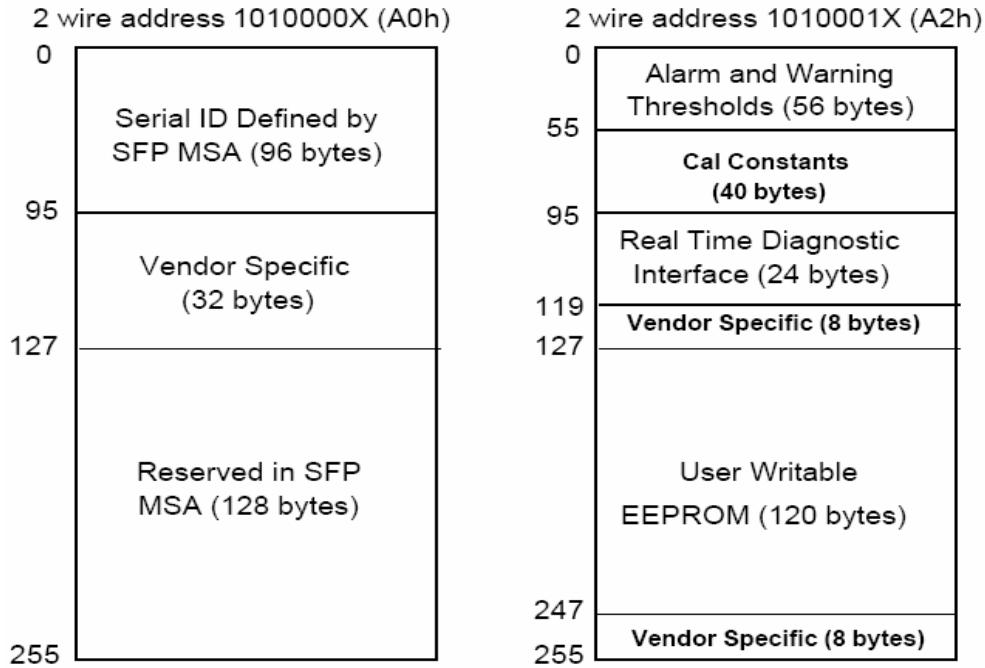 2 wire address 1010000X (A0h)
0
Serial ID Defined by
SFP MSA (96 bytes)
95
Vendor Specific
(32 bytes)
127
Reserved in SFP
MSA (128 bytes)
255
2 wire address 1010001X (A2h)
0
Alarm and Warning
Thresholds (56 bytes)
55
Cal Constants
(40 bytes)
95
Real Time Diagnostic
Interface (24 bytes)
119
Vendor Specific (8 bytes)
127
User Writable
EEPROM (120 bytes)
247
Vendor Specific (8 bytes)
255